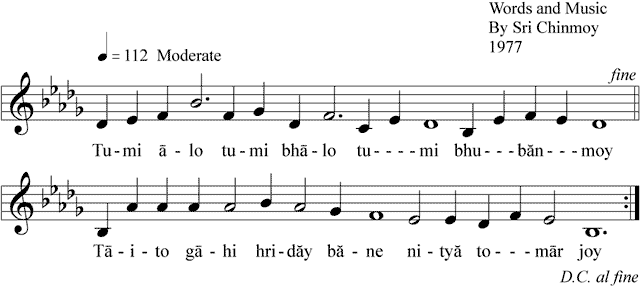 Words and Music
By Sri Chinmoy
1977
= 112 Moderate
fine
Tu-mi ā-lo tu-mi bhā-lo tu----mi bhu---băn---moy
Tā-i-to gā-hi hri-dăy bă-ne ni-tyă to---mār joy
D.C. al fine